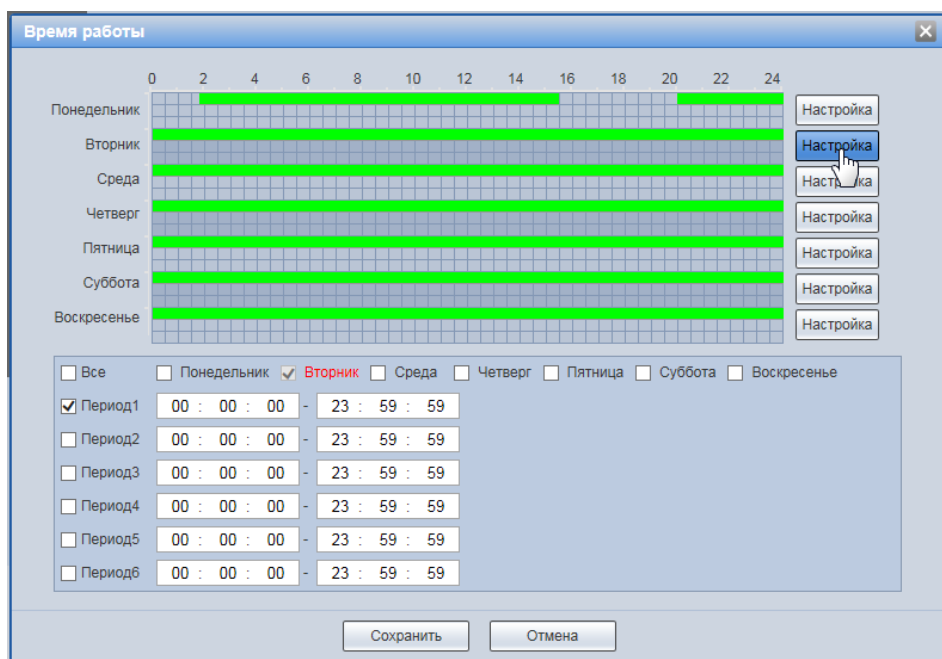 Время работы
0 2 4 6 8 10 12 14 16 18 20 22 24
Понедельник Настройка
Вторник Настройка
Среда Настройка
Четверг Настройка
Пятница Настройка
Суббота Настройка
Воскресенье Настройка
Все Понедельник Вторник Среда Четверг Пятница Суббота Воскресенье
Период1 00 : 00 : 00 - 23 : 59 : 59
Период2 00 : 00 : 00 - 23 : 59 : 59
Период3 00 : 00 : 00 - 23 : 59 : 59
Период4 00 : 00 : 00 - 23 : 59 : 59
Период5 00 : 00 : 00 - 23 : 59 : 59
Период6 00 : 00 : 00 - 23 : 59 : 59
Сохранить Отмена